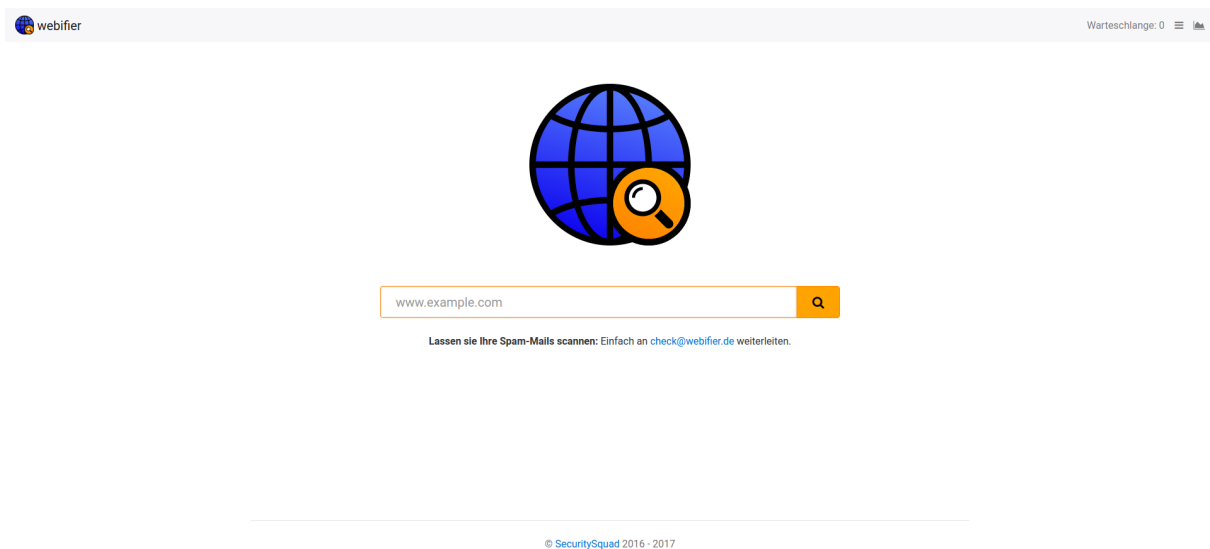 webifier
Warteschlange: 0
www.example.com
Lassen sie Ihre Spam-Mails scannen: Einfach an check@webifier.de weiterleiten.
© SecuritySquad 2016 - 2017